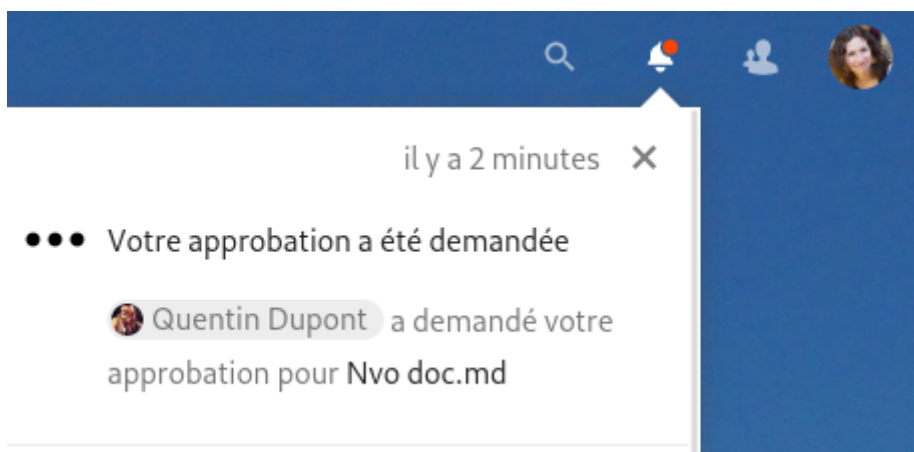 il y a 2 minutes
Votre approbation a été demandée
Quentin Dupont a demandé votre
approbation pour Nvo doc.md